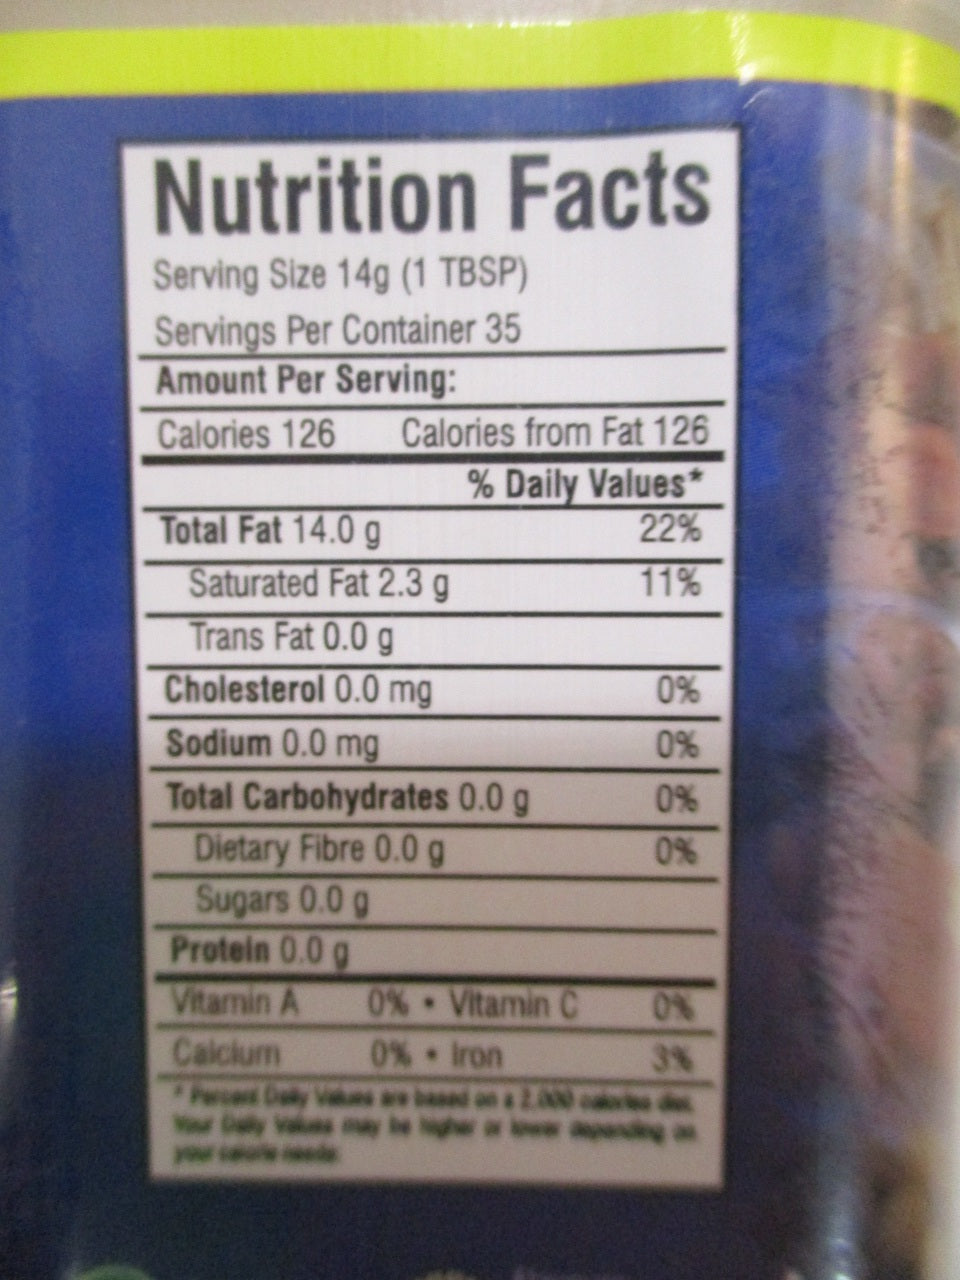 Nutrition Facts
Serving Size 14g (1 TBSP)
Servings Per Container 35
Amount Per Serving:
Calories 126 Calories from Fat 126
% Daily Values*
Total Fat 14.0 g 22%
Saturated Fat 2.3 g 11%
Trans Fat 0.0 g
Cholesterol 0.0 mg 0%
Sodium 0.0 mg 0%
Total Carbohydrates 0.0 g 0%
Dietary Fibre 0.0 g 0%
Sugars 0.0 g
Protein 0.0 g
Vitamin A 0% • Vitamin C 0%
Calcium 0% • Iron 3%
* Percent Daily Values are based on a 2,000 calories diet.
Your Daily Values may be higher or lower depending on
your calorie needs: